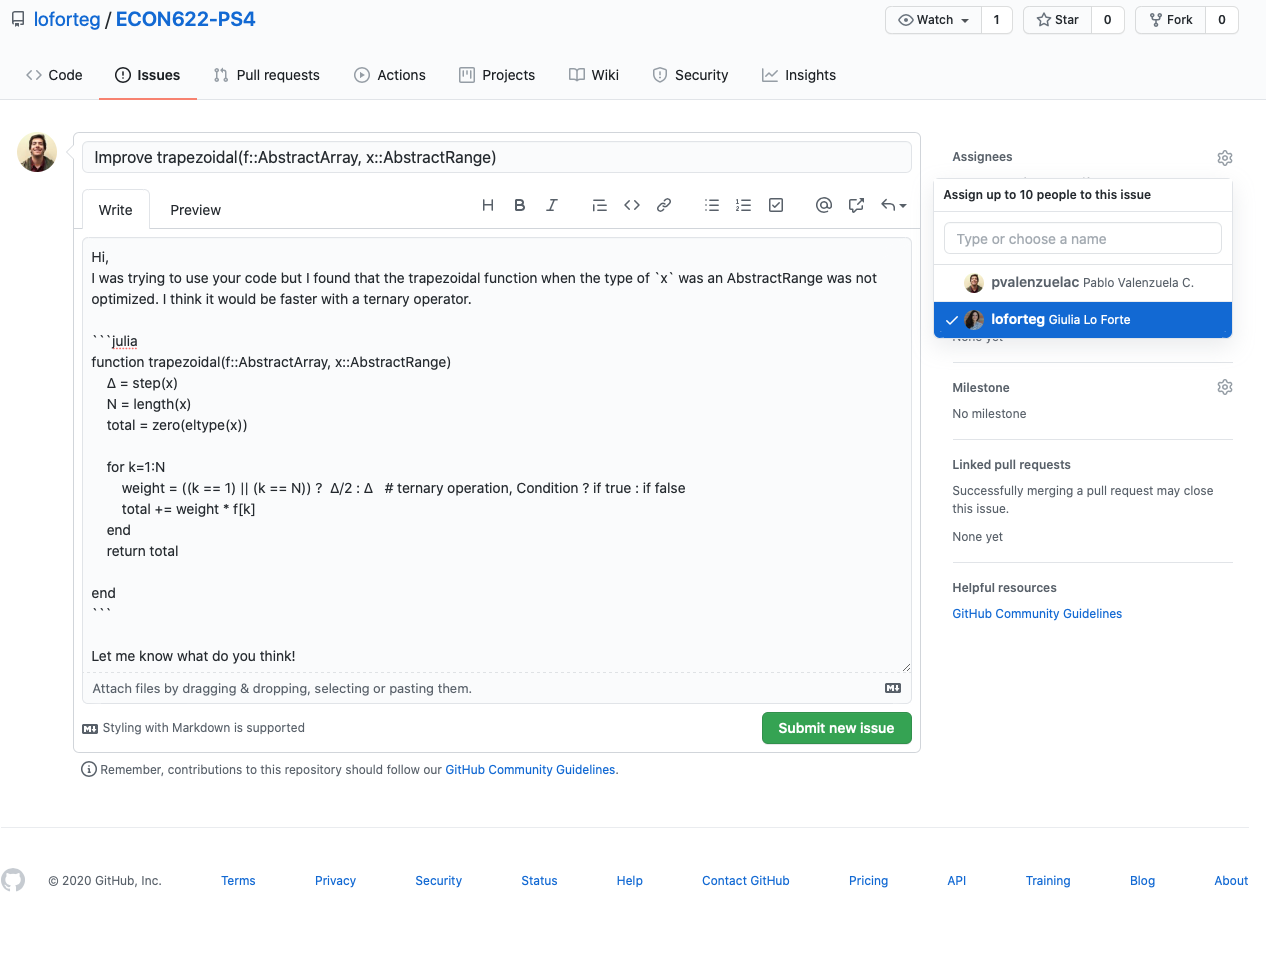 loforteg / ECON622-PS4
Watch 1 Star 0 Fork 0
Code Issues Pull requests Actions Projects Wiki Security Insights
Improve trapezoidal(f::AbstractArray, x::AbstractRange)
Write Preview
Hi,
I was trying to use your code but I found that the trapezoidal function when the type of `x` was an AbstractRange was not
optimized. I think it would be faster with a ternary operator.
```julia
function trapezoidal(f::AbstractArray, x::AbstractRange)
Δ = step(x)
N = length(x)
total = zero(eltype(x))
for k=1:N
weight = ((k == 1) || (k == N)) ? Δ/2 : Δ # ternary operation, Condition ? if true : if false
total += weight * f[k]
end
return total
end
```
Let me know what do you think!
Attach files by dragging & dropping, selecting or pasting them.
Styling with Markdown is supported
Submit new issue
Remember, contributions to this repository should follow our GitHub Community Guidelines.
Assignees
Assign up to 10 people to this issue
Type or choose a name
pvalenzuelac Pablo Valenzuela C.
loforteg Giulia Lo Forte
None yet
Milestone
No milestone
Linked pull requests
Successfully merging a pull request may close
this issue.
None yet
Helpful resources
GitHub Community Guidelines
© 2020 GitHub, Inc. Terms Privacy Security Status Help Contact GitHub Pricing API Training Blog About